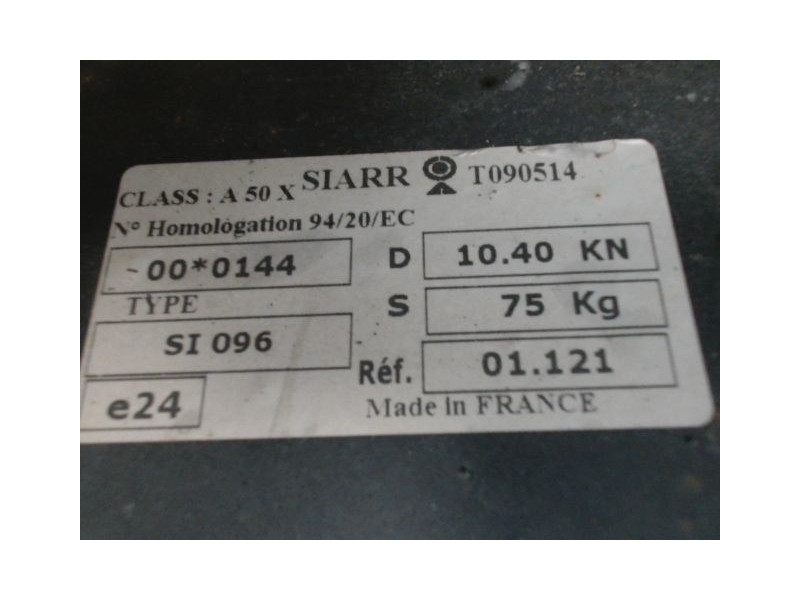 CLASS : A 50 X SIARR T090514
N° Homologation 94/20/EC
-00*0144 D 10.40 KN
TYPE S 75 Kg
SI 096
Réf. 01.121
e24 Made in FRANCE